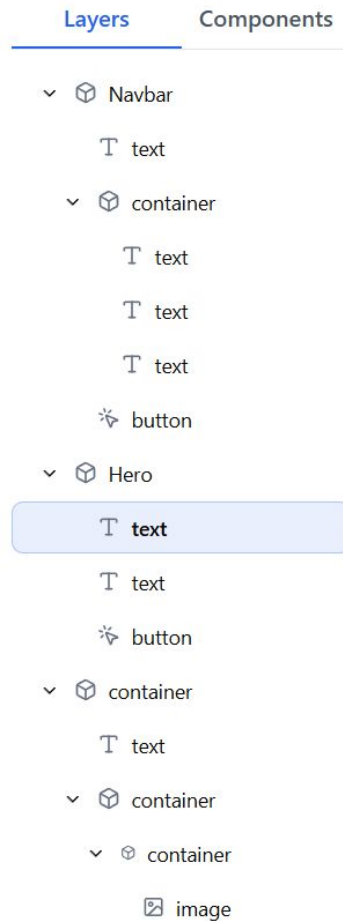 Layers Components
Navbar
text
container
text
text
text
button
Hero
text
text
button
container
text
container
container
image